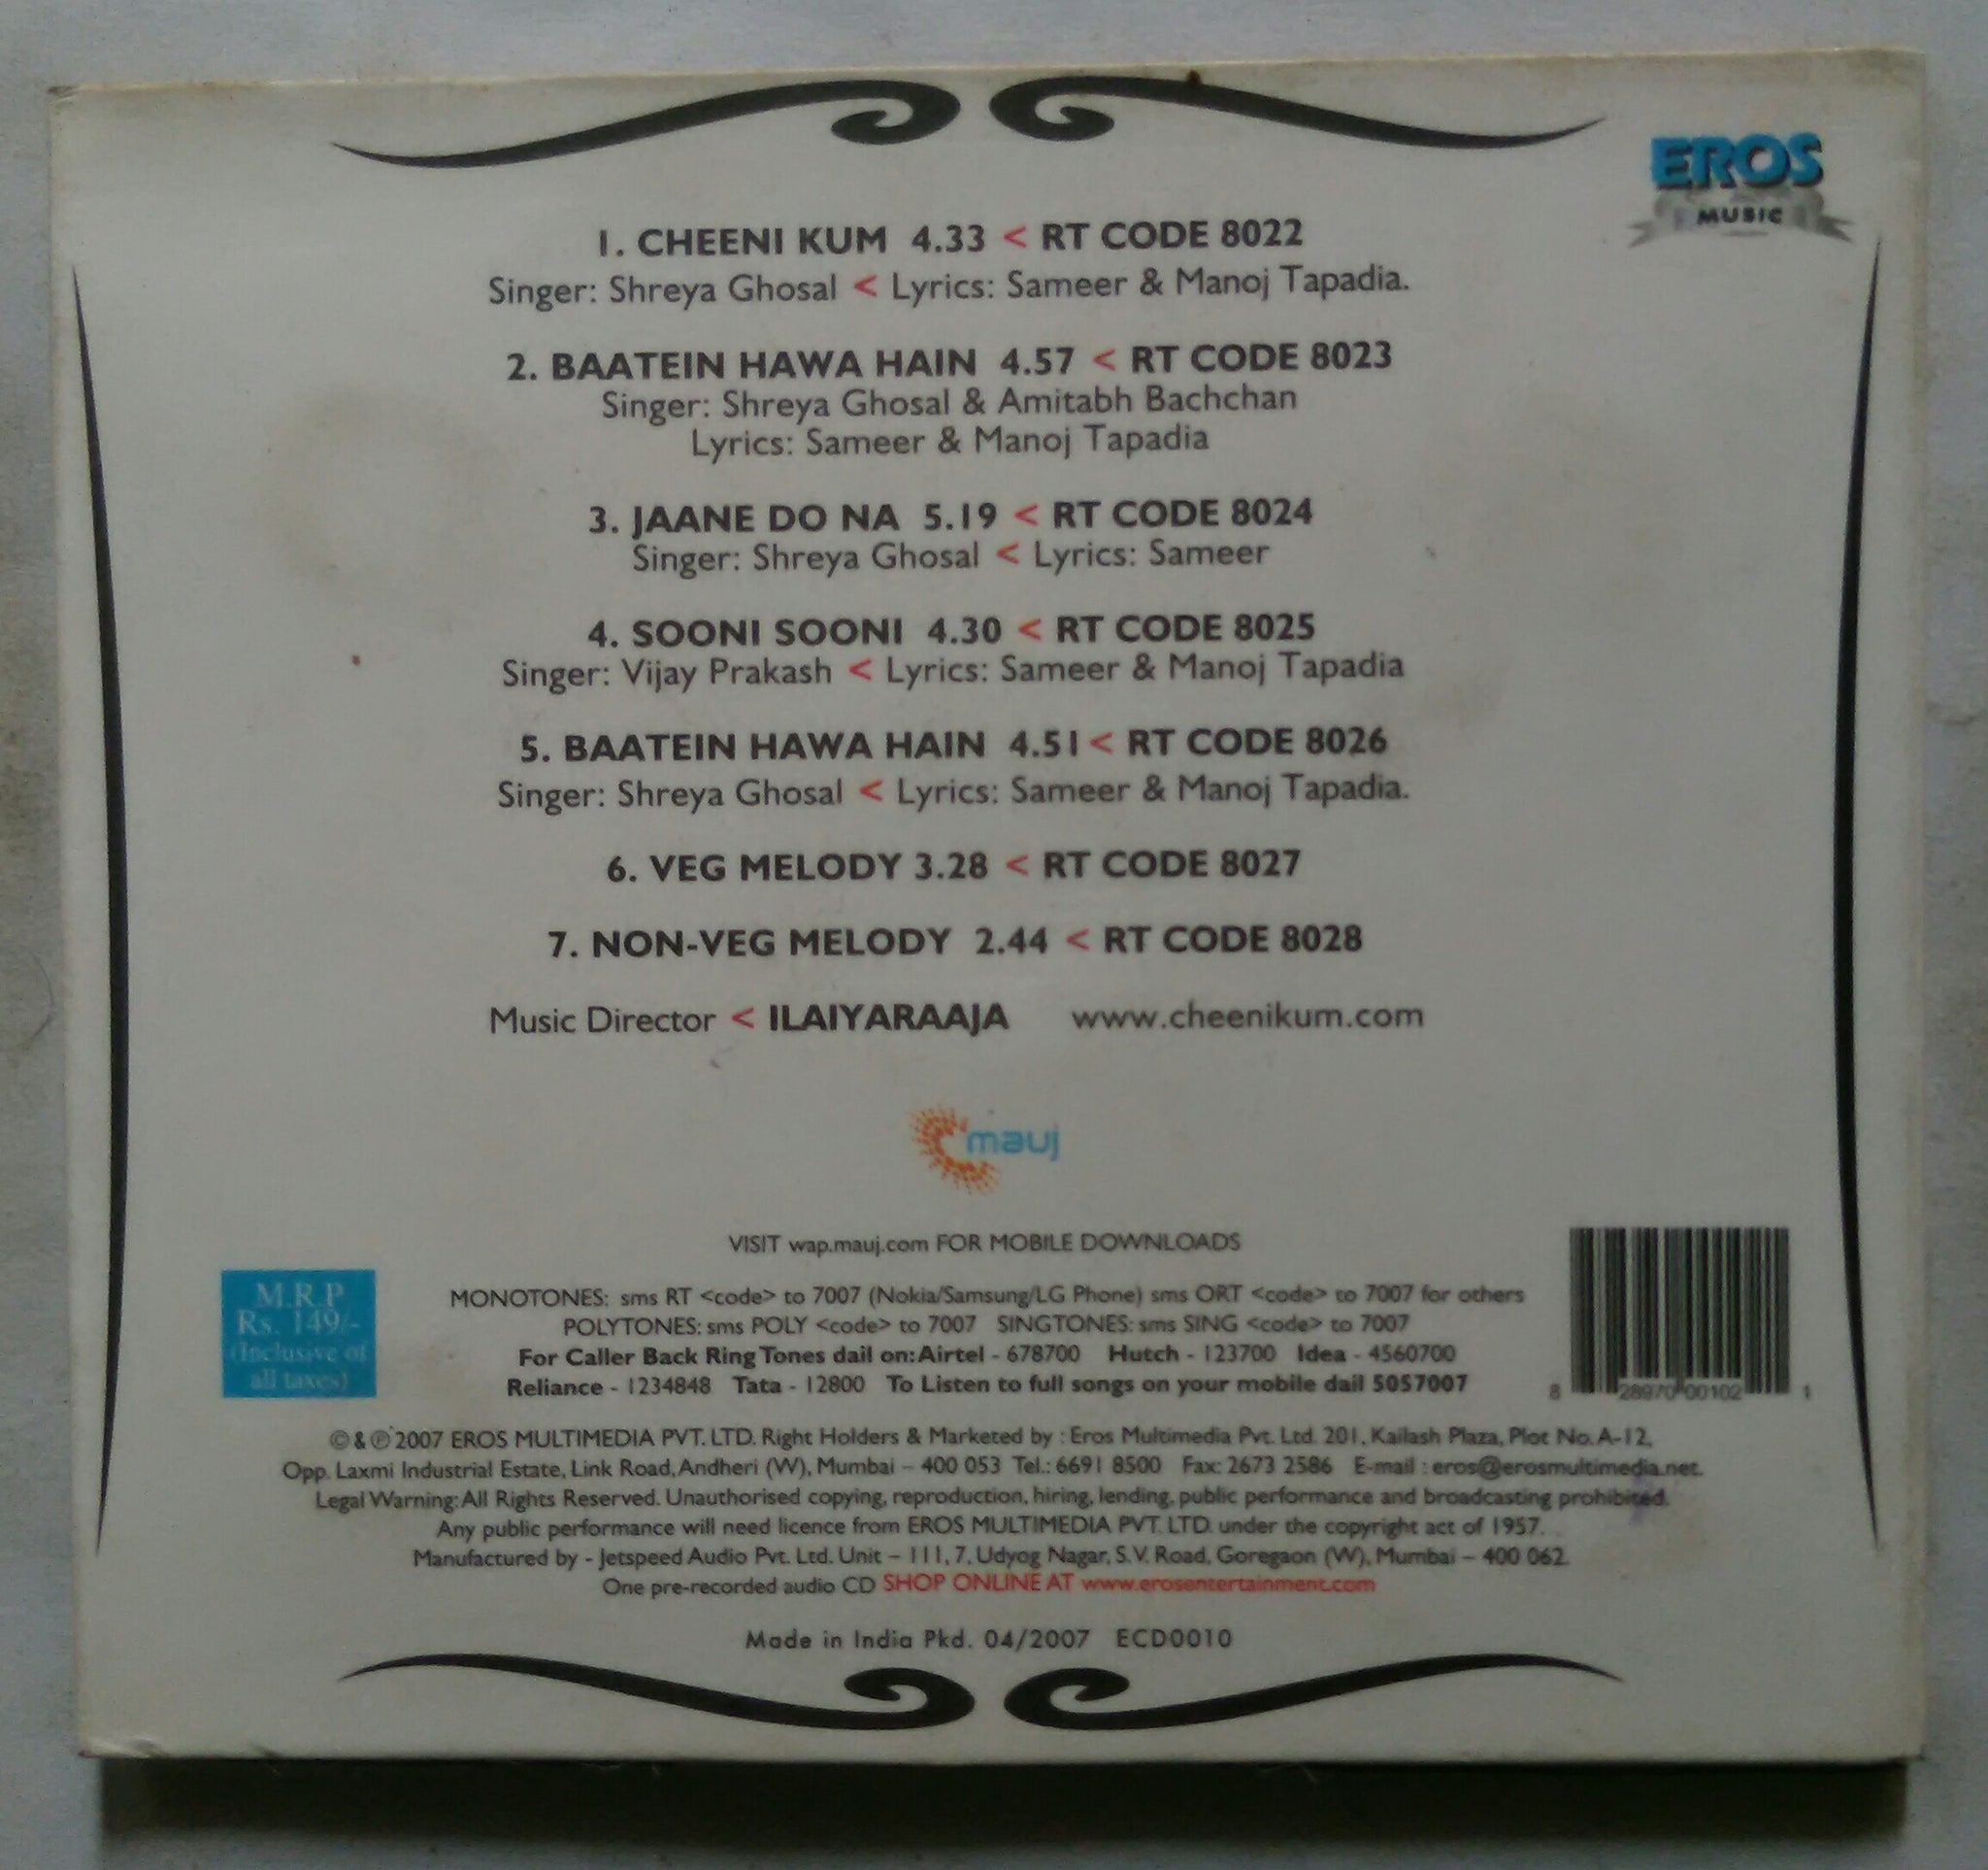 EROS
MUSIC
1. CHEENI KUM 4.33 < RT CODE 8022
Singer: Shreya Ghosal < Lyrics: Sameer & Manoj Tapadia.
2. BAATEIN HAWA HAIN 4.57 < RT CODE 8023
Singer: Shreya Ghosal & Amitabh Bachchan
Lyrics: Sameer & Manoj Tapadia
3. JAANE DO NA 5.19 < RT CODE 8024
Singer: Shreya Ghosal < Lyrics: Sameer
4. SOONI SOONI 4.30 < RT CODE 8025
Singer: Vijay Prakash < Lyrics: Sameer & Manoj Tapadia
5. BAATEIN HAWA HAIN 4.51 < RT CODE 8026
Singer: Shreya Ghosal < Lyrics: Sameer & Manoj Tapadia.
6. VEG MELODY 3.28 < RT CODE 8027
7. NON-VEG MELODY 2.44 < RT CODE 8028
Music Director < ILAIYARAAJA www.cheenikum.com
mauj
VISIT wap.mauj.com FOR MOBILE DOWNLOADS
M.R.P
Rs. 149/-
(Inclusive of
all taxes)
MONOTONES: sms RT <code> to 7007 (Nokia/Samsung/LG Phone) sms ORT <code> to 7007 for others
POLYTONES: sms POLY <code> to 7007 SINGTONES: sms SING <code> to 7007
For Caller Back Ring Tones dail on: Airtel - 678700 Hutch - 123700 Idea - 4560700
Reliance - 1234848 Tata - 12800 To Listen to full songs on your mobile dail 5057007
8 28970 00102 1
© & ℗ 2007 EROS MULTIMEDIA PVT. LTD. Right Holders & Marketed by : Eros Multimedia Pvt. Ltd. 201, Kailash Plaza, Plot No. A-12,
Opp. Laxmi Industrial Estate, Link Road, Andheri (W), Mumbai – 400 053 Tel.: 6691 8500 Fax: 2673 2586 E-mail : eros@erosmultimedia.net.
Legal Warning: All Rights Reserved. Unauthorised copying, reproduction, hiring, lending, public performance and broadcasting prohibited.
Any public performance will need licence from EROS MULTIMEDIA PVT. LTD. under the copyright act of 1957.
Manufactured by - Jetspeed Audio Pvt. Ltd. Unit – 111, 7, Udyog Nagar, S.V. Road, Goregaon (W), Mumbai – 400 062.
One pre-recorded audio CD SHOP ONLINE AT www.erosentertainment.com
Made in India Pkd. 04/2007 ECD0010